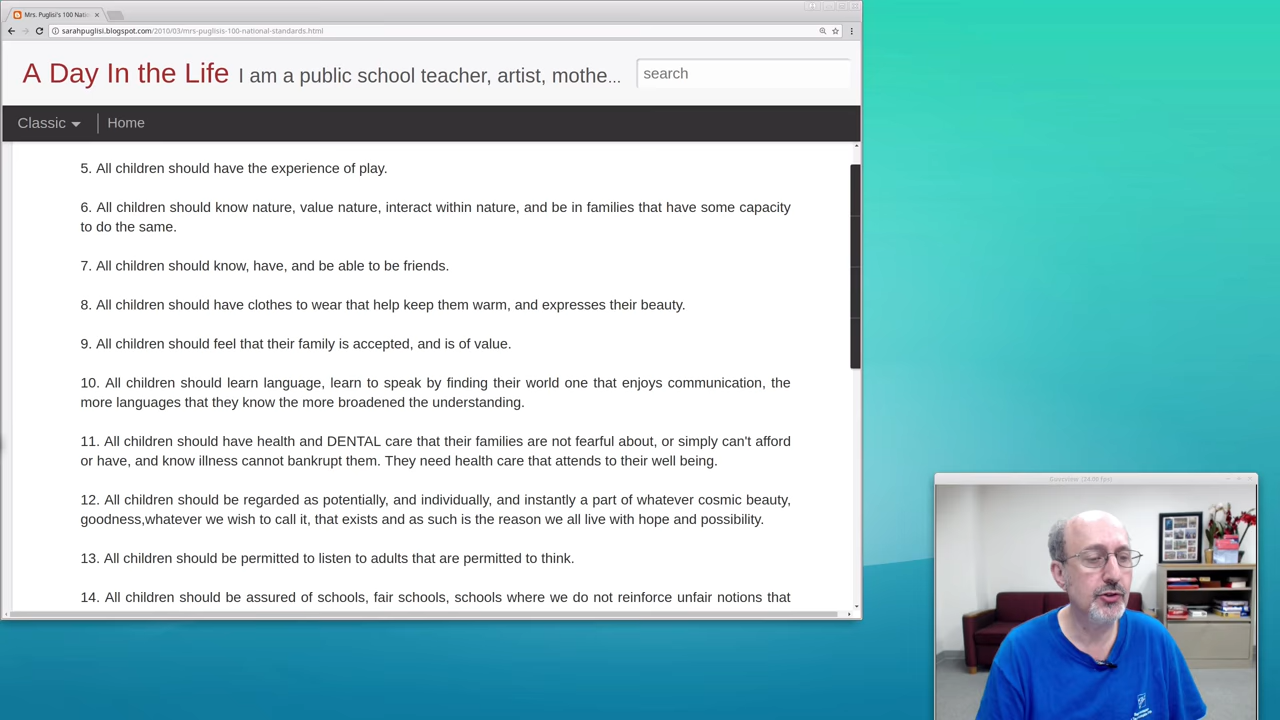 Mrs. Puglisi's 100 Nati
sarahpuglisi.blogspot.com/2010/03/mrs-puglisis-100-national-standards.html
A Day In the Life I am a public school teacher, artist, mothe...
search
Classic
Home
5. All children should have the experience of play.
6. All children should know nature, value nature, interact within nature, and be in families that have some capacity
to do the same.
7. All children should know, have, and be able to be friends.
8. All children should have clothes to wear that help keep them warm, and expresses their beauty.
9. All children should feel that their family is accepted, and is of value.
10. All children should learn language, learn to speak by finding their world one that enjoys communication, the
more languages that they know the more broadened the understanding.
11. All children should have health and DENTAL care that their families are not fearful about, or simply can't afford
or have, and know illness cannot bankrupt them. They need health care that attends to their well being.
12. All children should be regarded as potentially, and individually, and instantly a part of whatever cosmic beauty,
goodness,whatever we wish to call it, that exists and as such is the reason we all live with hope and possibility.
13. All children should be permitted to listen to adults that are permitted to think.
14. All children should be assured of schools, fair schools, schools where we do not reinforce unfair notions that